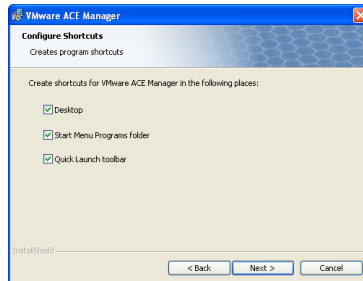 VMware ACE Manager
Configure Shortcuts
Creates program shortcuts
Create shortcuts for VMware ACE Manager in the following places:
Desktop
Start Menu Programs folder
Quick Launch toolbar
InstallShield
< Back
Next >
Cancel